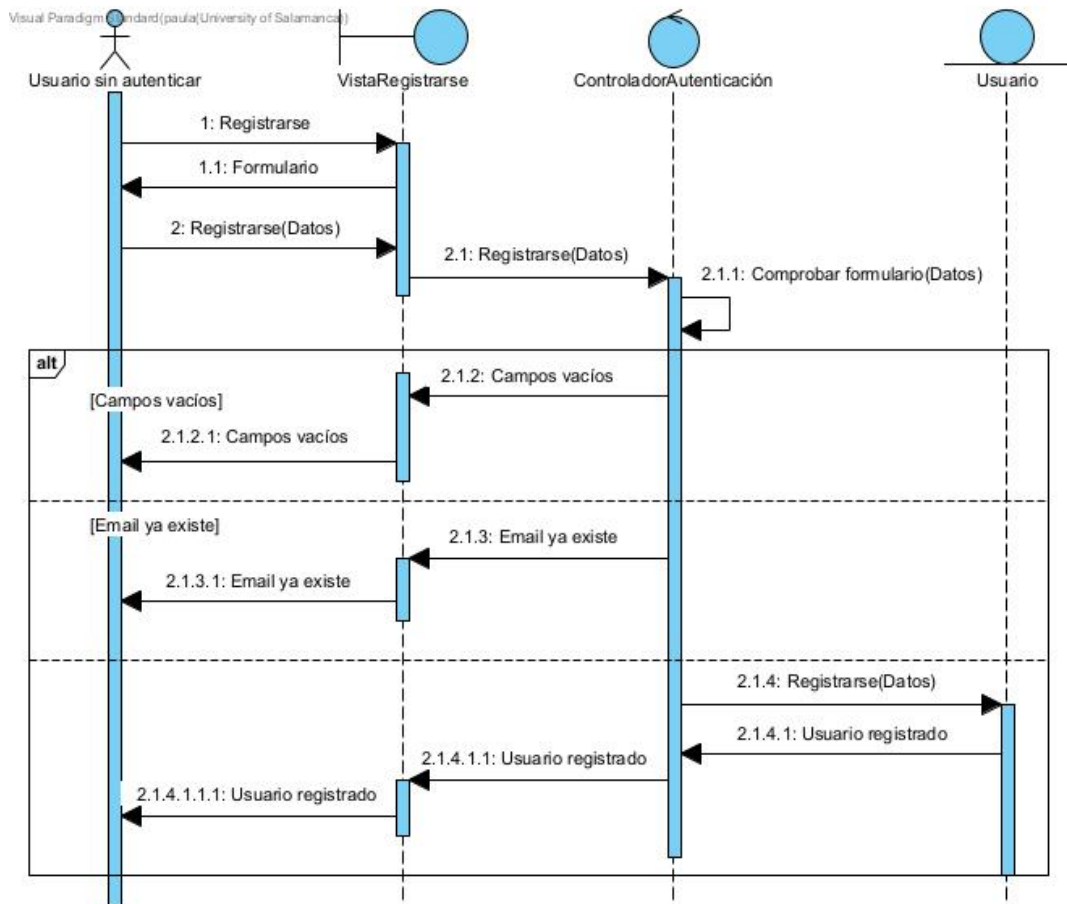 Visual Paradigm Standard(paula(University of Salamanca))
Usuario sin autenticar
VistaRegistrarse
ControladorAutenticación
Usuario
1: Registrarse
1.1: Formulario
2: Registrarse(Datos)
2.1: Registrarse(Datos)
2.1.1: Comprobar formulario(Datos)
alt
2.1.2: Campos vacíos
[Campos vacíos]
2.1.2.1: Campos vacíos
[Email ya existe]
2.1.3: Email ya existe
2.1.3.1: Email ya existe
2.1.4: Registrarse(Datos)
2.1.4.1: Usuario registrado
2.1.4.1.1: Usuario registrado
2.1.4.1.1.1: Usuario registrado